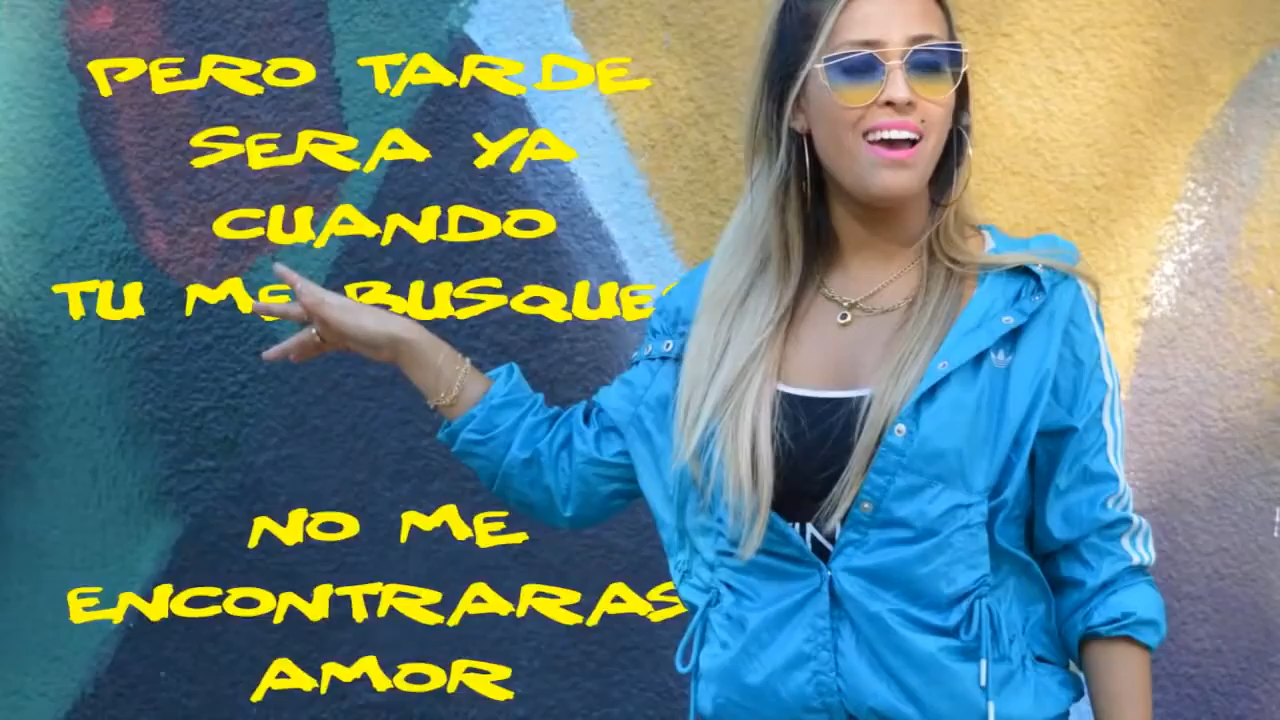 PERO TARDE
SERA YA
CUANDO
TU ME BUSQUES
NO ME
ENCONTRARAS
AMOR